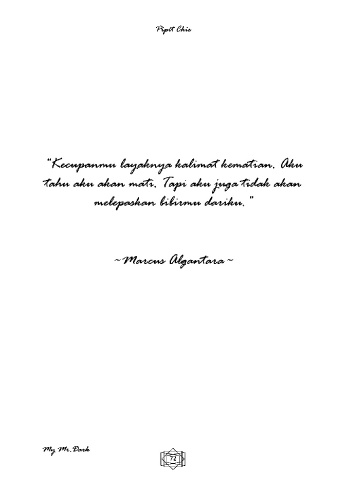 Pipit Chie
"Kecupanmu layaknya kalimat kematian. Aku
tahu aku akan mati. Tapi aku juga tidak akan
melepaskan bibirmu dariku."
~Marcus Algantara~
My Mr.Dark
72